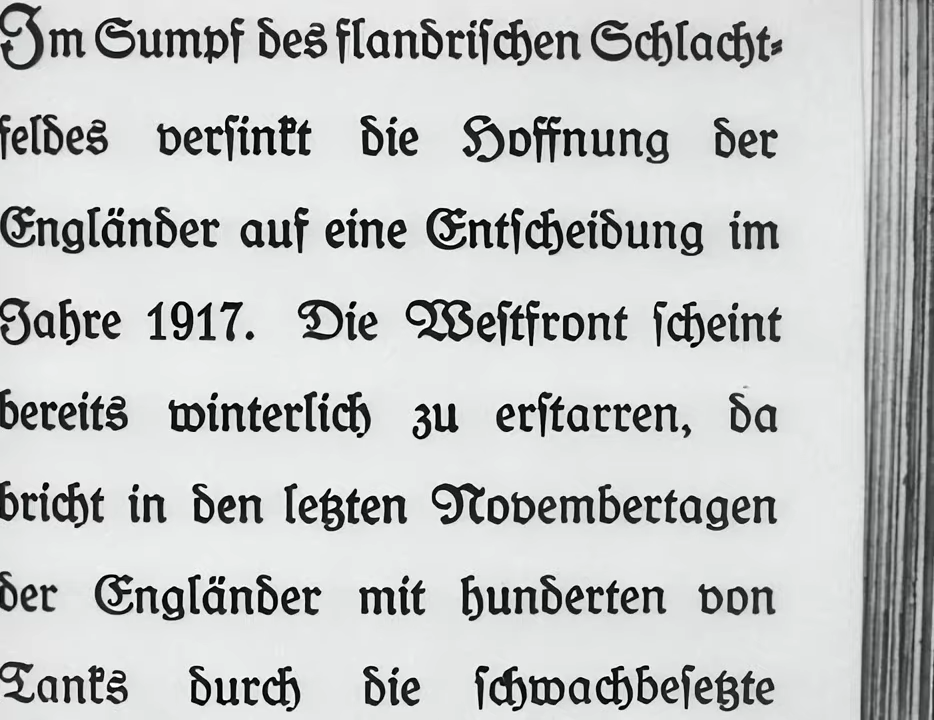 Im Sumpf des flandriſchen Schlacht⸗
feldes verſinkt die Hoffnung der
Engländer auf eine Entſcheidung im
Jahre 1917. Die Weſtfront ſcheint
bereits winterlich zu erſtarren, da
bricht in den letzten Novembertagen
der Engländer mit hunderten von
Tanks durch die ſchwachbeſetzte